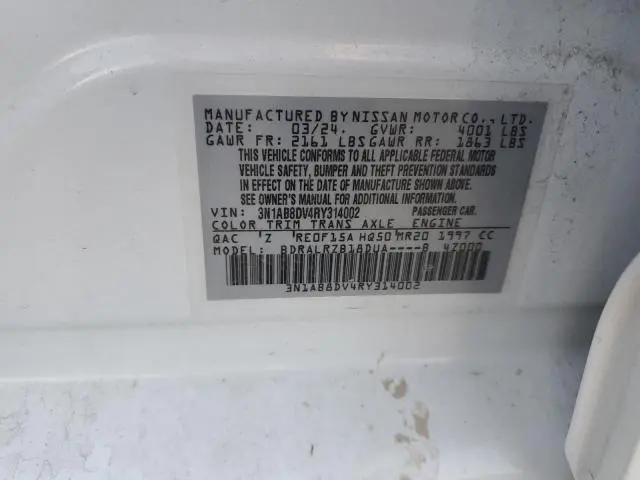 MANUFACTURED BY NISSAN MOTOR CO., LTD.
DATE: 03/24. GVWR: 4001 LBS
GAWR FR: 2161 LBS GAWR RR: 1863 LBS
THIS VEHICLE CONFORMS TO ALL APPLICABLE FEDERAL MOTOR
VEHICLE SAFETY, BUMPER AND THEFT PREVENTION STANDARDS
IN EFFECT ON THE DATE OF MANUFACTURE SHOWN ABOVE.
SEE OWNER'S MANUAL FOR ADDITIONAL INFORMATION.
VIN: 3N1AB8DV4RY314002 PASSENGER CAR.
COLOR TRIM TRANS AXLE ENGINE
QAC 'Z 'RE0F15A HQ50'MR20 1997 CC
MODEL: BDRALRZB18DUA----B 4Z000
3N1AB8DV4RY314002